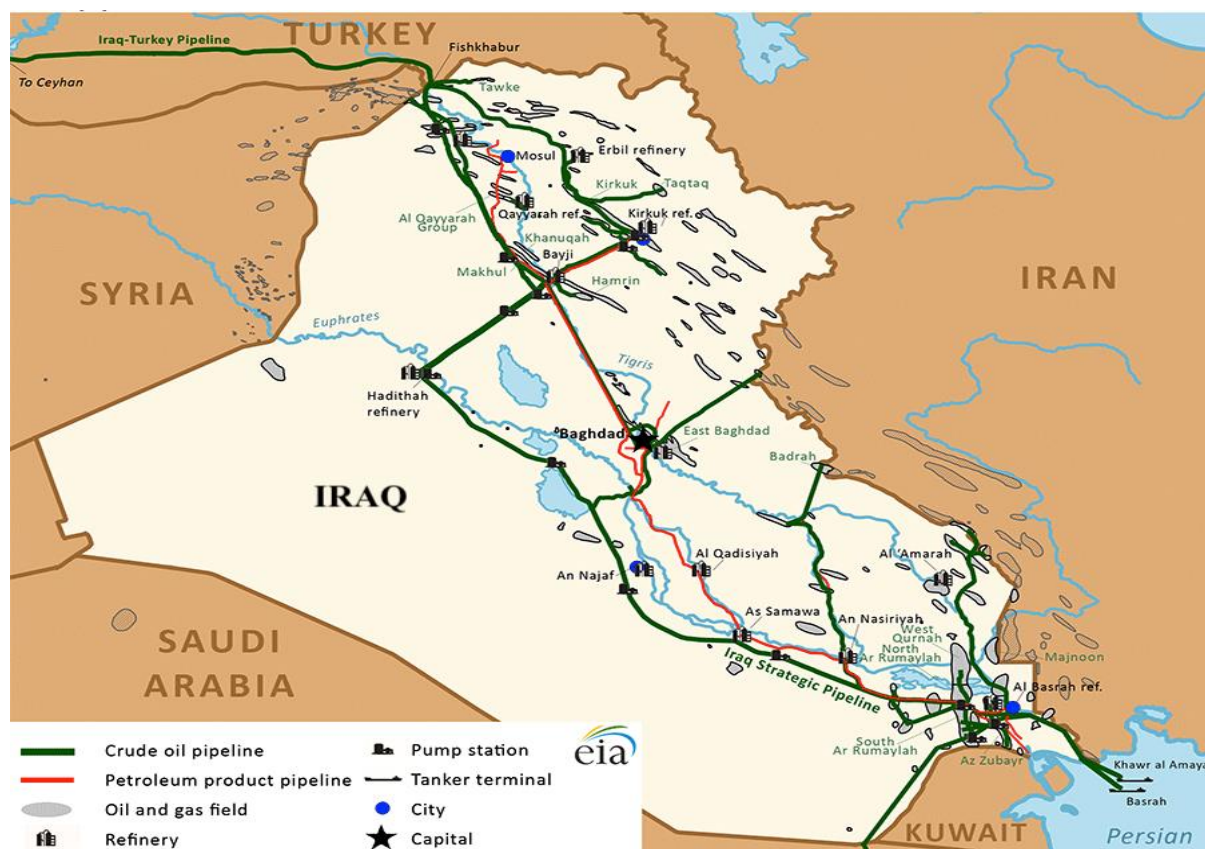 TURKEY
Iraq-Turkey Pipeline
Fishkhabur
To Ceyhan
Tawke
Mosul
Erbil refinery
Kirkuk
Taqtaq
Al Qayyarah
Group
Qayyarah ref.
Kirkuk ref.
Khanuqah
Bayji
Makhul
Hamrin
SYRIA
IRAN
Euphrates
Tigris
Hadithah
refinery
Baghdad
East Baghdad
Badrah
IRAQ
An Najaf
Al Qadisiyah
Al 'Amarah
As Samawa
An Nasiriyah
West
Qurnah
North
Ar Rumaylah
Majnoon
SAUDI
ARABIA
Iraq Strategic Pipeline
Al Basrah ref.
South
Ar Rumaylah
Az Zubayr
Khawr al Amaya
Basrah
KUWAIT
Persian
Crude oil pipeline
Petroleum product pipeline
Oil and gas field
Refinery
Pump station
Tanker terminal
City
Capital
eia